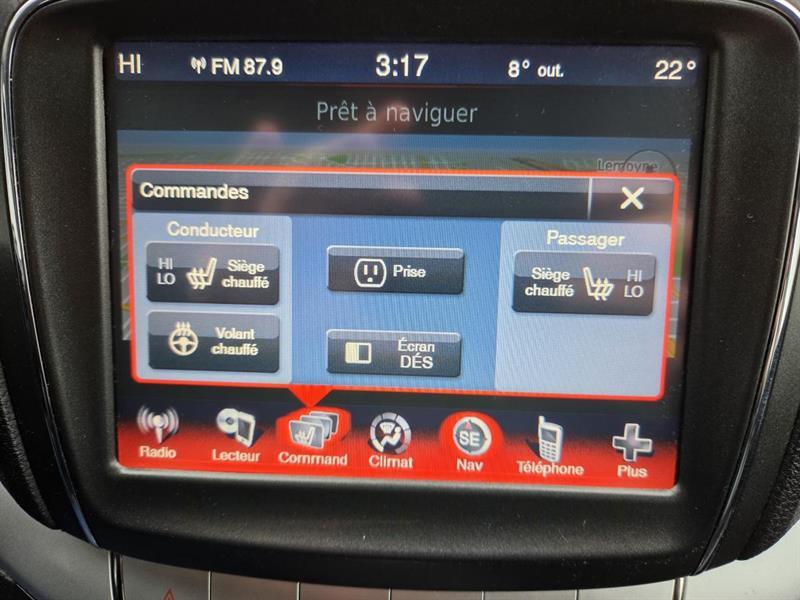 HI FM 87.9 3:17 8° out. 22°
Prêt à naviguer
Lemoyne
Commandes X
Conducteur
HI
LO
Siège
chauffé
Volant
chauffé
Prise
Écran
DÉS
Passager
Siège
chauffé
HI
LO
SE
Radio Lecteur Command Climat Nav Téléphone Plus